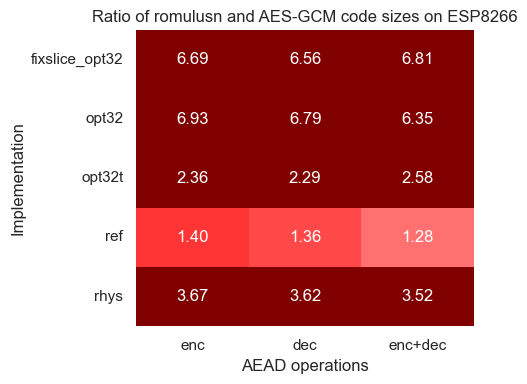 Ratio of romulusn and AES-GCM code sizes on ESP8266
Implementation
fixslice_opt32 6.69 6.56 6.81
opt32 6.93 6.79 6.35
opt32t 2.36 2.29 2.58
ref 1.40 1.36 1.28
rhys 3.67 3.62 3.52
enc dec enc+dec
AEAD operations